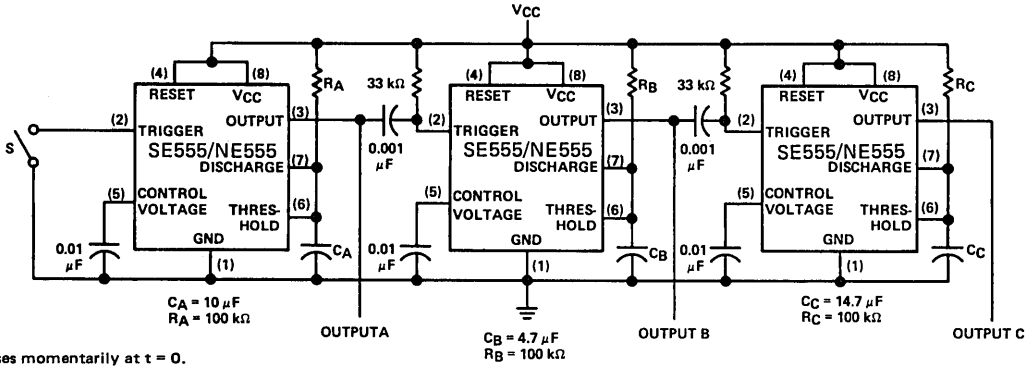 VCC
(4) (8)
RESET VCC
(3)
OUTPUT
(2)
TRIGGER
SE555/NE555
DISCHARGE
(7)
(5)
CONTROL
VOLTAGE
(6)
THRES-
HOLD
GND
(1)
S
RA
33 kΩ
0.001
μF
0.01
μF
CA
CA = 10 μF
RA = 100 kΩ
OUTPUTA
(4) (8)
RESET VCC
(3)
OUTPUT
(2)
TRIGGER
SE555/NE555
DISCHARGE
(7)
(5)
CONTROL
VOLTAGE
(6)
THRES-
HOLD
GND
(1)
RB
33 kΩ
0.001
μF
0.01
μF
CB
CB = 4.7 μF
RB = 100 kΩ
OUTPUT B
(4) (8)
RESET VCC
(3)
OUTPUT
(2)
TRIGGER
SE555/NE555
DISCHARGE
(7)
(5)
CONTROL
VOLTAGE
(6)
THRES-
HOLD
GND
(1)
RC
0.01
μF
CC
CC = 14.7 μF
RC = 100 kΩ
OUTPUT C
ses momentarily at t = 0.